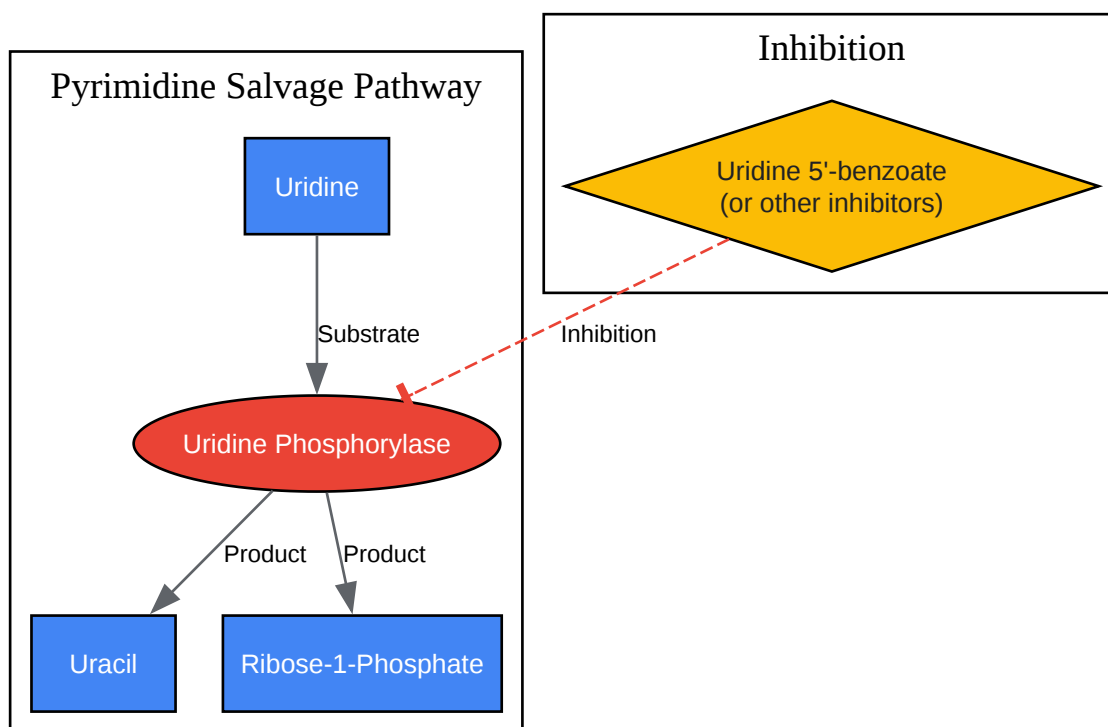 Pyrimidine Salvage Pathway
Uridine
Substrate
Uridine Phosphorylase
Product
Product
Uracil
Ribose-1-Phosphate
Inhibition
Uridine 5'-benzoate
(or other inhibitors)
Inhibition